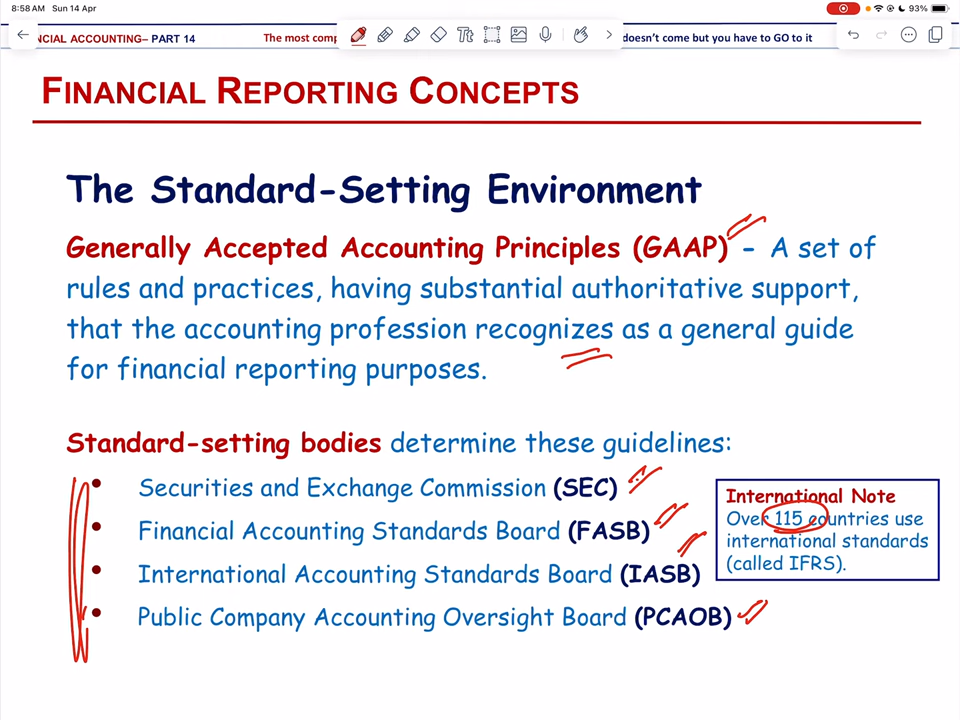 8:58 AM Sun 14 Apr
93%
NCIAL ACCOUNTING– PART 14
The most comp
doesn't come but you have to GO to it
Tt
FINANCIAL REPORTING CONCEPTS
The Standard-Setting Environment
Generally Accepted Accounting Principles (GAAP) - A set of
rules and practices, having substantial authoritative support,
that the accounting profession recognizes as a general guide
for financial reporting purposes.
Standard-setting bodies determine these guidelines:
• Securities and Exchange Commission (SEC)
• Financial Accounting Standards Board (FASB)
• International Accounting Standards Board (IASB)
• Public Company Accounting Oversight Board (PCAOB)
International Note
Over 115 countries use
international standards
(called IFRS).